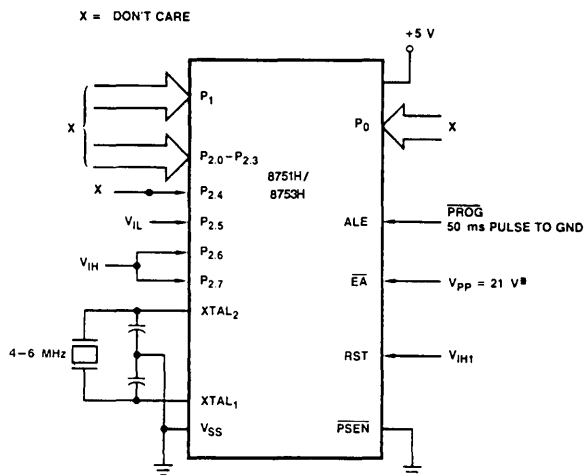 X = DON'T CARE
+5 V
P1
P0
X
X
P2.0–P2.3
8751H/
8753H
X
P2.4
VIL
P2.5
ALE
PROG
50 ms PULSE TO GND
VIH
P2.6
P2.7
EA
VPP = 21 V*
XTAL2
4–6 MHz
RST
VIH1
XTAL1
VSS
PSEN